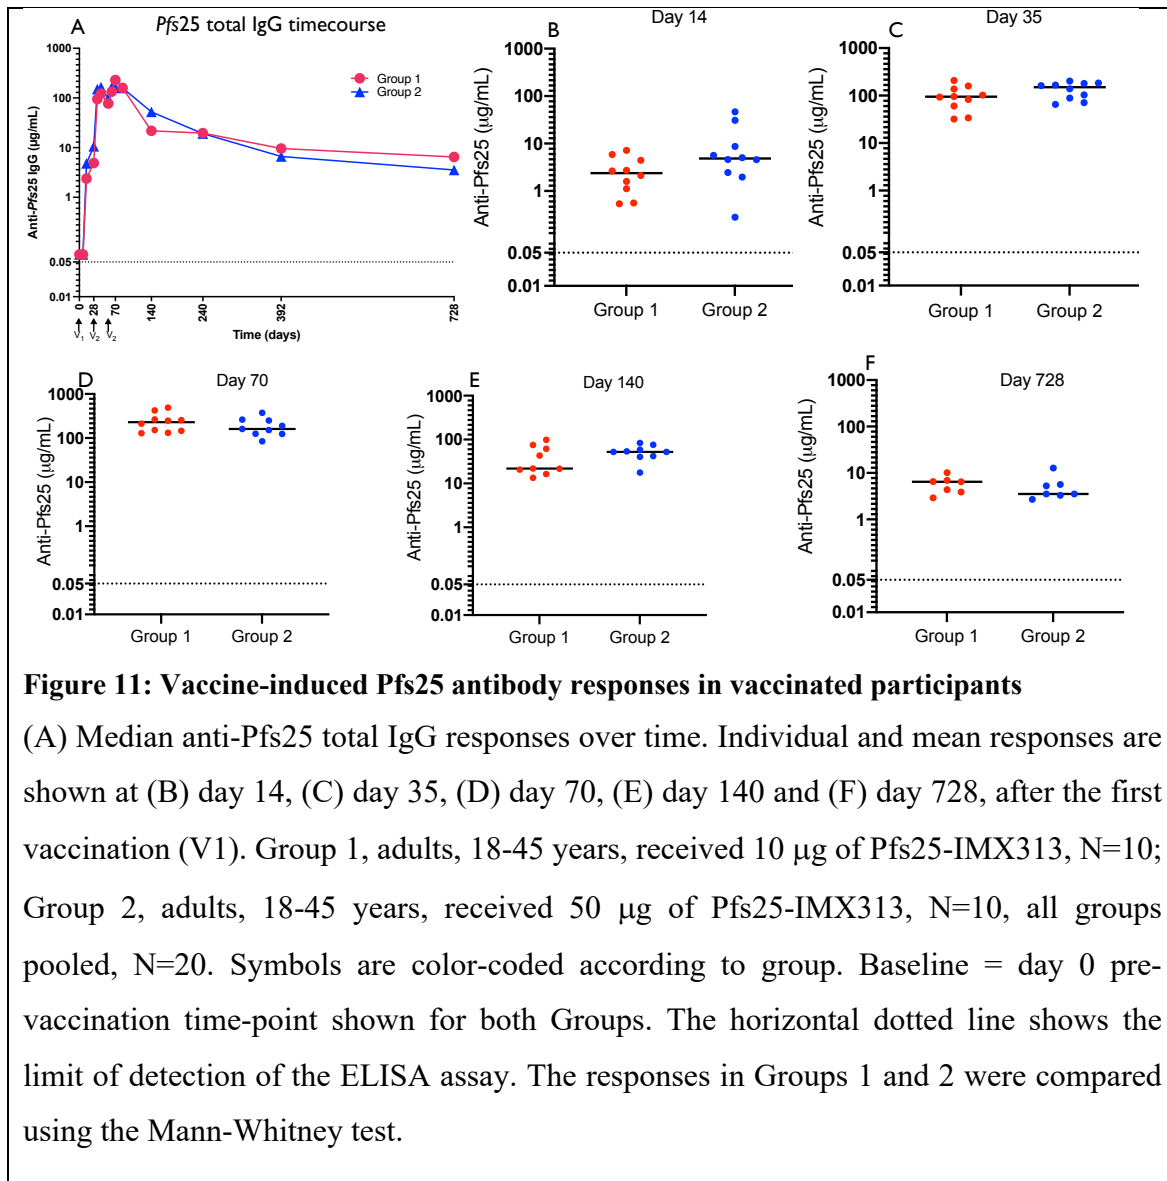 A
Pfs25 total IgG timecourse
Anti-Pfs25 IgG (µg/mL)
1000
100
10
1
0.05
0.01
Group 1
Group 2
0
28
70
140
240
392
728
V1
V2
V2
Time (days)
B
Day 14
Anti-Pfs25 (µg/mL)
1000
100
10
1
0.05
0.01
Group 1
Group 2
C
Day 35
Anti-Pfs25 (µg/mL)
1000
100
10
1
0.05
0.01
Group 1
Group 2
D
Day 70
Anti-Pfs25 (µg/mL)
1000
100
10
1
0.05
0.01
Group 1
Group 2
E
Day 140
Anti-Pfs25 (µg/mL)
1000
100
10
1
0.05
0.01
Group 1
Group 2
F
Day 728
Anti-Pfs25 (µg/mL)
1000
100
10
1
0.05
0.01
Group 1
Group 2
Figure 11: Vaccine-induced Pfs25 antibody responses in vaccinated participants
(A) Median anti-Pfs25 total IgG responses over time. Individual and mean responses are
shown at (B) day 14, (C) day 35, (D) day 70, (E) day 140 and (F) day 728, after the first
vaccination (V1). Group 1, adults, 18-45 years, received 10 µg of Pfs25-IMX313, N=10;
Group 2, adults, 18-45 years, received 50 µg of Pfs25-IMX313, N=10, all groups
pooled, N=20. Symbols are color-coded according to group. Baseline = day 0 pre-
vaccination time-point shown for both Groups. The horizontal dotted line shows the
limit of detection of the ELISA assay. The responses in Groups 1 and 2 were compared
using the Mann-Whitney test.